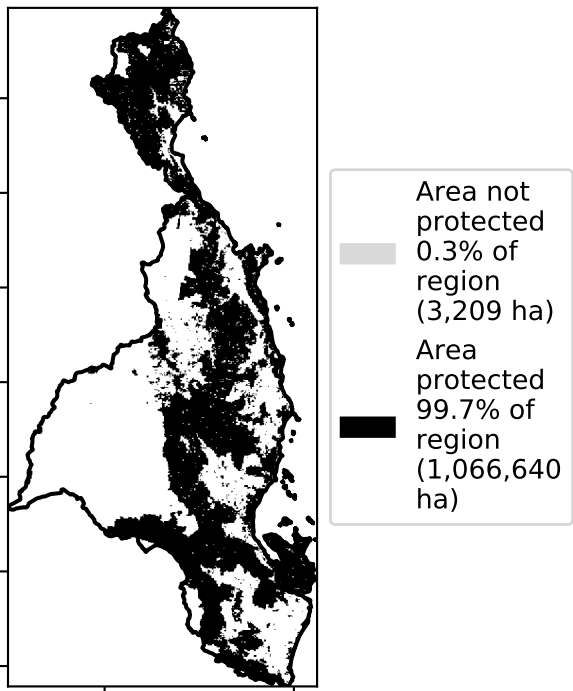 Area not
protected
0.3% of
region
(3,209 ha)
Area
protected
99.7% of
region
(1,066,640
ha)